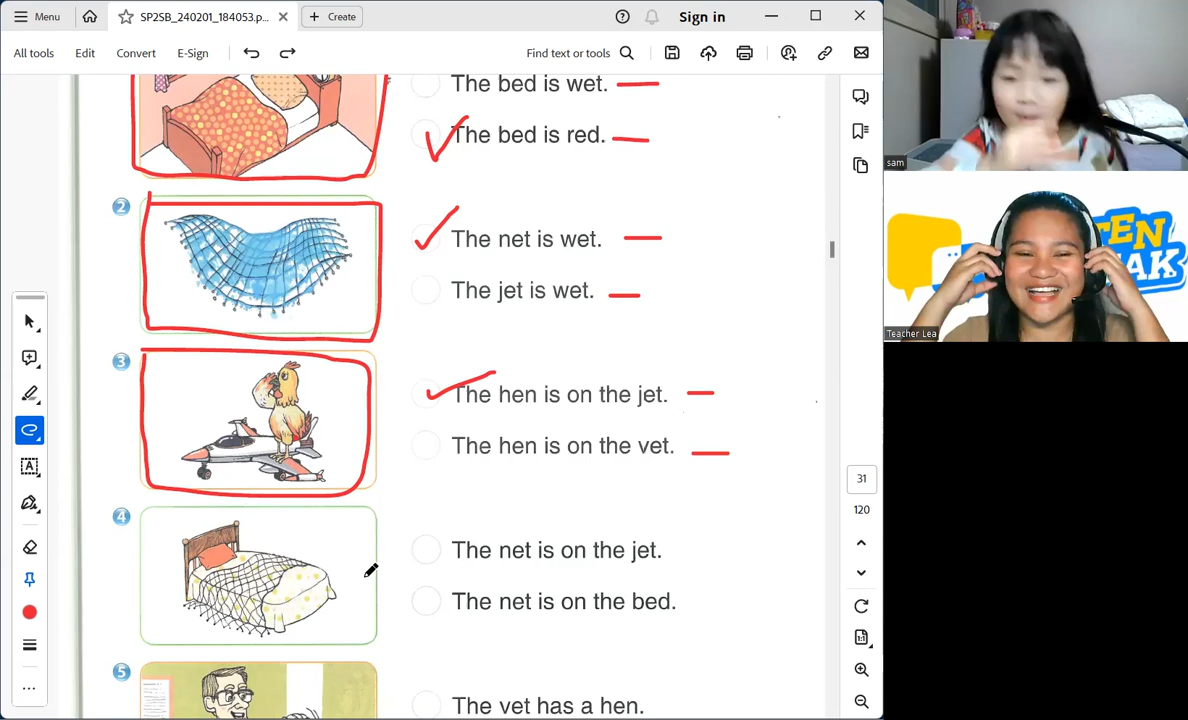 Menu
SP2SB_240201_184053.p...
Create
Sign in
All tools
Edit
Convert
E-Sign
Find text or tools
The bed is wet.
The bed is red.
2
The net is wet.
The jet is wet.
3
The hen is on the jet.
The hen is on the vet.
4
The net is on the jet.
The net is on the bed.
5
The vet has a hen.
31
120
sam
TEN
AK
Teacher Lea